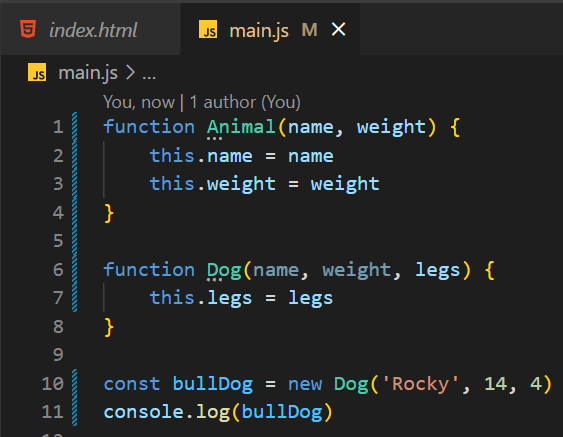 index.html main.js M
JS main.js > ...
You, now | 1 author (You)
1 function Animal(name, weight) {
2     this.name = name
3     this.weight = weight
4 }
5
6 function Dog(name, weight, legs) {
7     this.legs = legs
8 }
9
10 const bullDog = new Dog('Rocky', 14, 4)
11 console.log(bullDog)